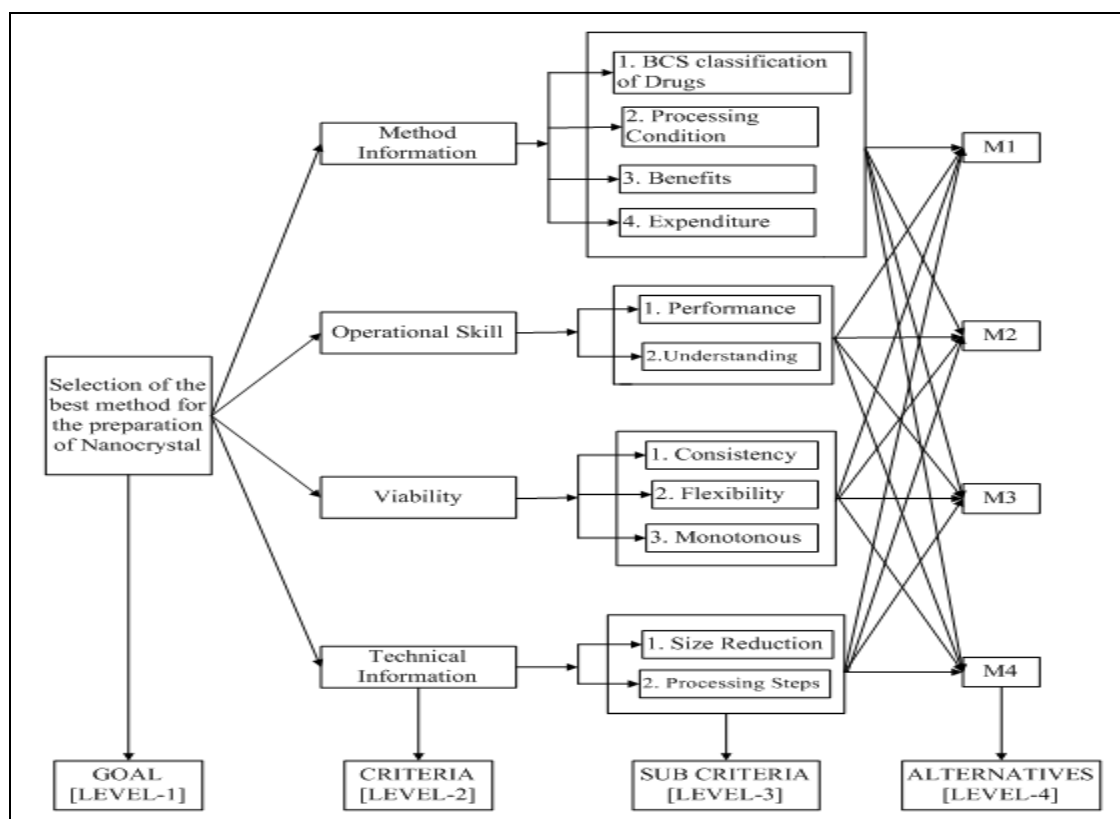 Selection of the
best method for
the preparation
of Nanocrystal
Method
Information
Operational Skill
Viability
Technical
Information
1. BCS classification
of Drugs
2. Processing
Condition
3. Benefits
4. Expenditure
1. Performance
2.Understanding
1. Consistency
2. Flexibility
3. Monotonous
1. Size Reduction
2. Processing Steps
M1
M2
M3
M4
GOAL
[LEVEL-1]
CRITERIA
[LEVEL-2]
SUB CRITERIA
[LEVEL-3]
ALTERNATIVES
[LEVEL-4]